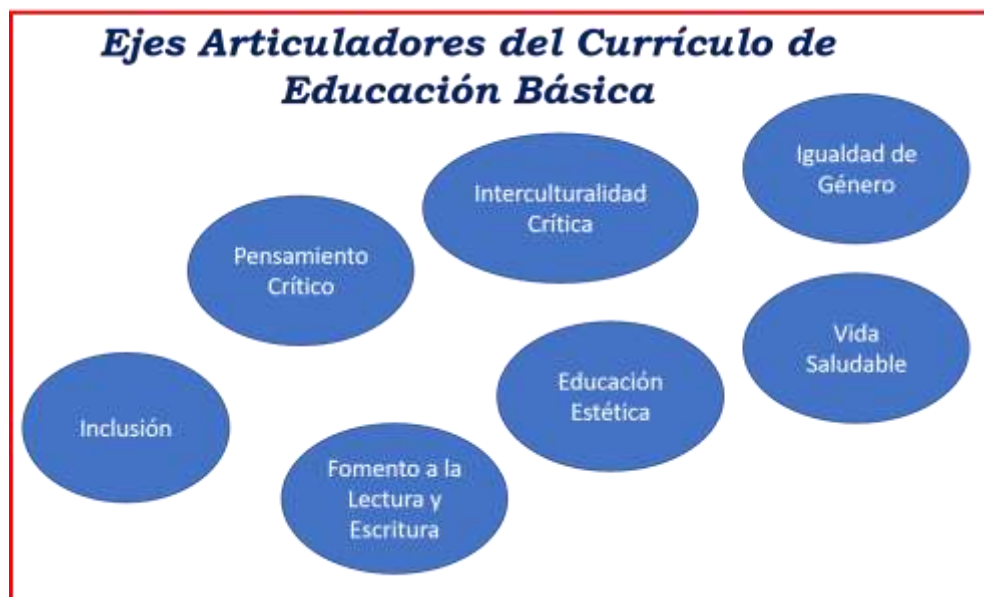 Ejes Articuladores del Currículo de
Educación Básica
Igualdad de
Género
Interculturalidad
Crítica
Pensamiento
Crítico
Vida
Saludable
Educación
Estética
Inclusión
Fomento a la
Lectura y
Escritura